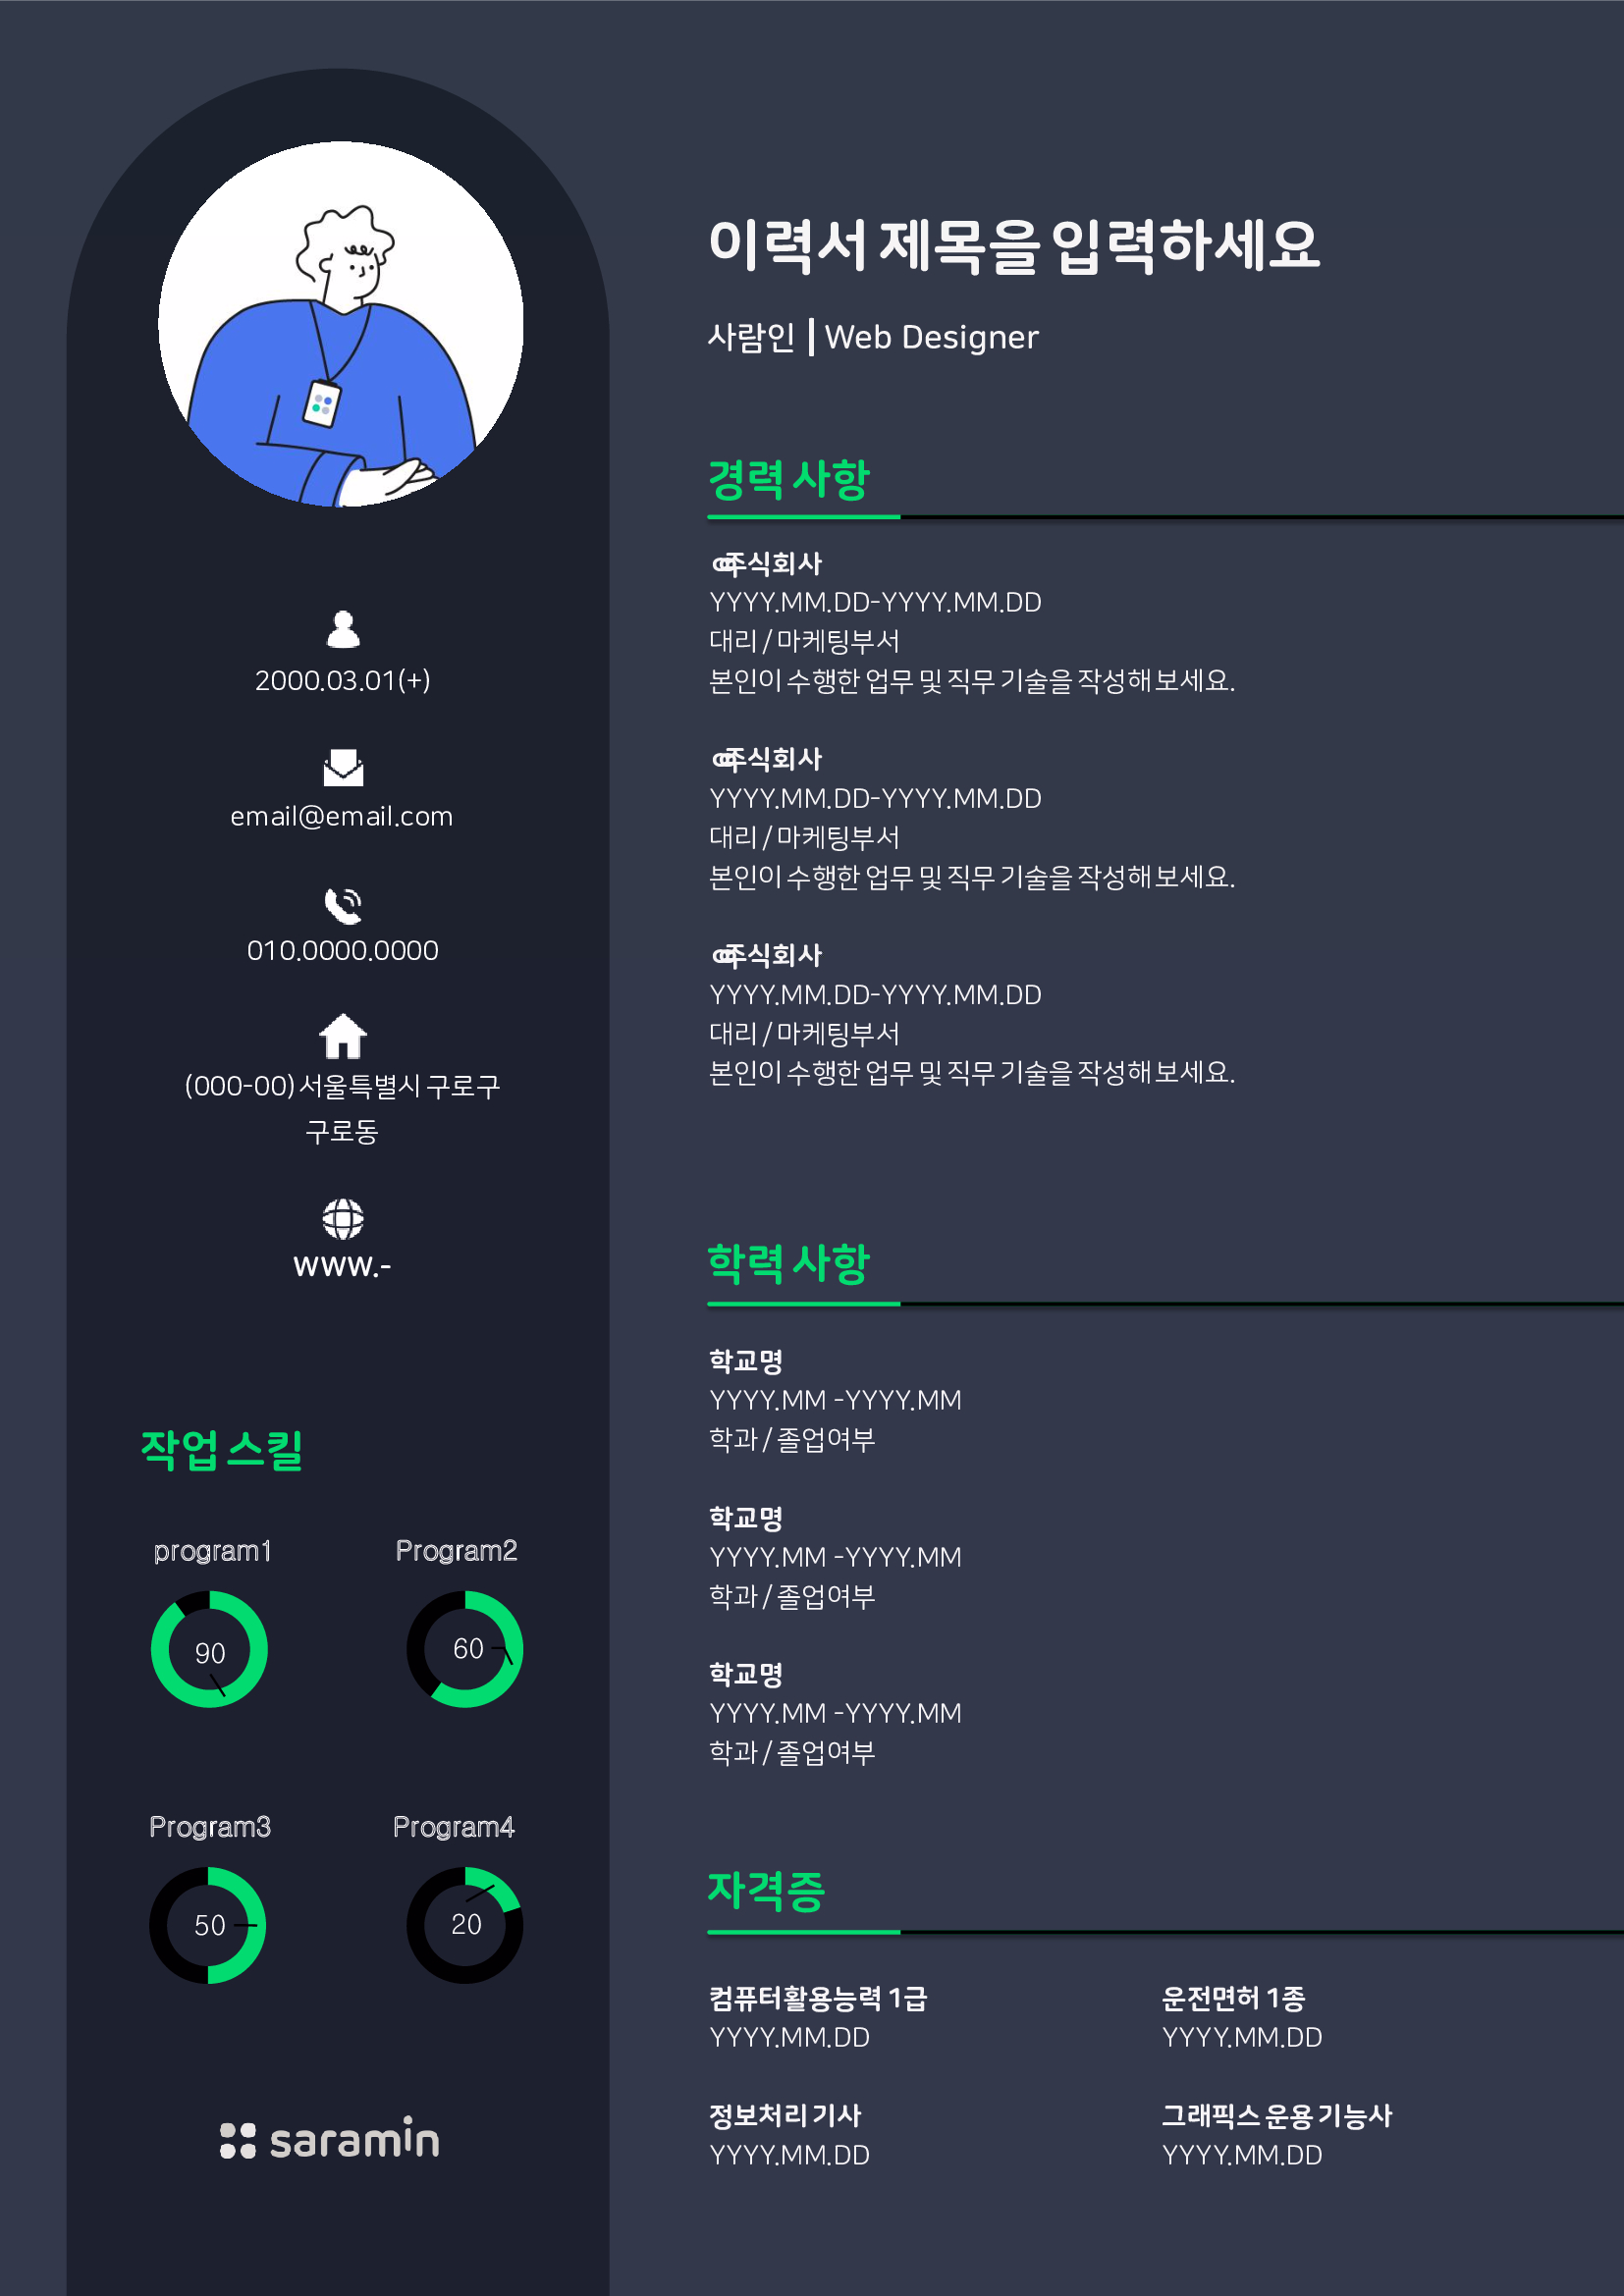 2000.03.01(+)
email@email.com
010.0000.0000
(000-00) 서울특별시 구로구
구로동
www.-
작업 스킬
program1 Program2
90 60
Program3 Program4
50 20
saramin
이력서 제목을 입력하세요
사람인 | Web Designer
경력 사항
주식회사
YYYY.MM.DD-YYYY.MM.DD
대리 / 마케팅부서
본인이 수행한 업무 및 직무 기술을 작성해 보세요.
주식회사
YYYY.MM.DD-YYYY.MM.DD
대리 / 마케팅부서
본인이 수행한 업무 및 직무 기술을 작성해 보세요.
주식회사
YYYY.MM.DD-YYYY.MM.DD
대리 / 마케팅부서
본인이 수행한 업무 및 직무 기술을 작성해 보세요.
학력 사항
학교명
YYYY.MM -YYYY.MM
학과 / 졸업여부
학교명
YYYY.MM -YYYY.MM
학과 / 졸업여부
학교명
YYYY.MM -YYYY.MM
학과 / 졸업여부
자격증
컴퓨터활용능력 1급 운전면허 1종
YYYY.MM.DD YYYY.MM.DD
정보처리 기사 그래픽스 운용 기능사
YYYY.MM.DD YYYY.MM.DD